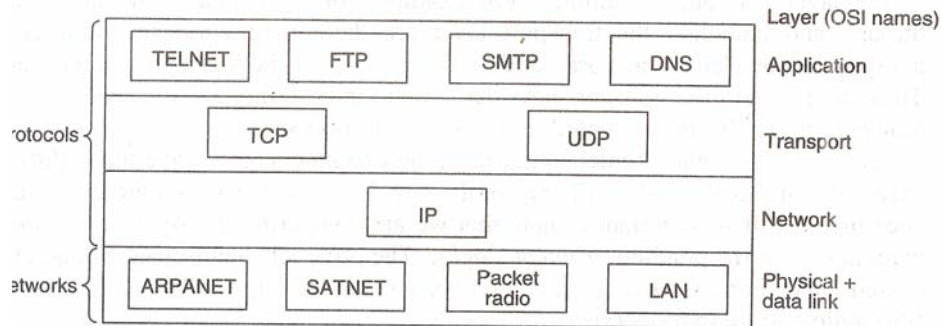 Layer (OSI names)
TELNET FTP SMTP DNS Application
rotocols TCP UDP Transport
IP Network
etworks ARPANET SATNET Packet radio LAN Physical + data link